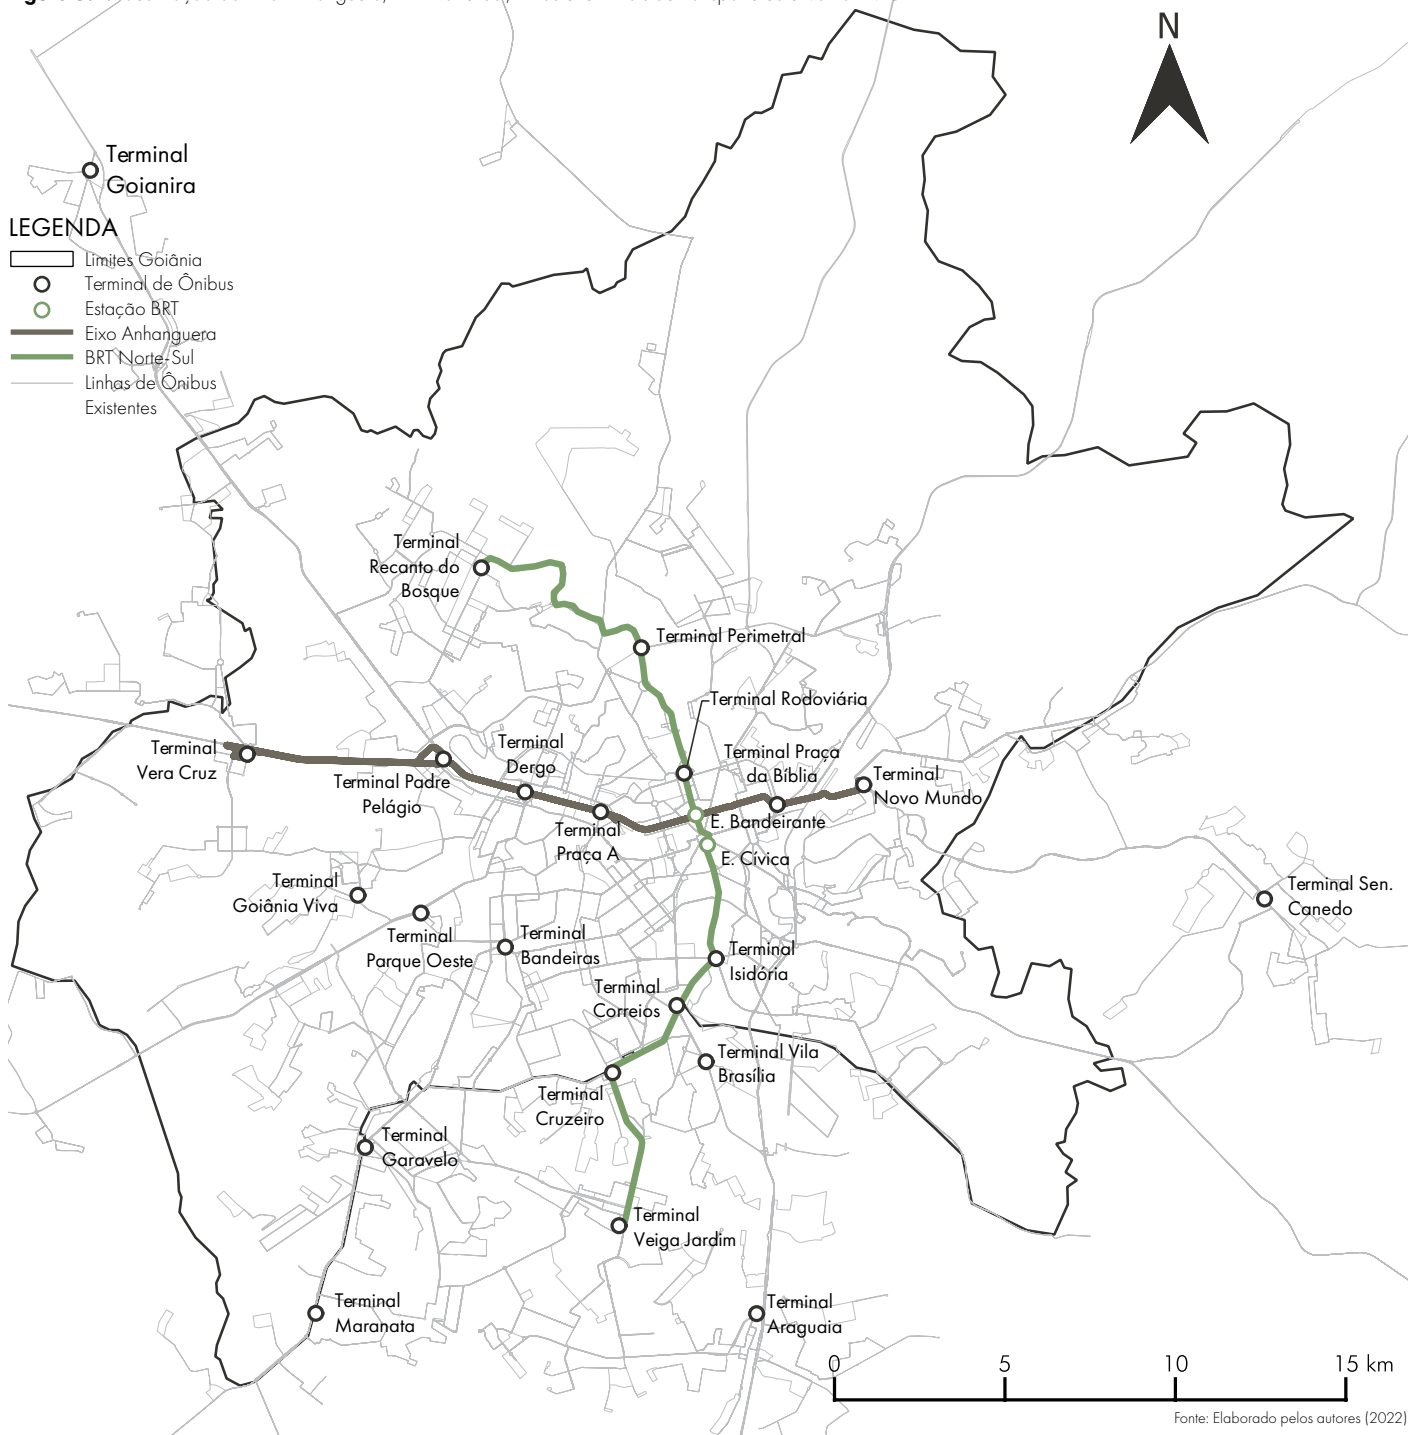 N
Terminal
Goianira
LEGENDA
Limites Goiânia
Terminal de Ônibus
Estação BRT
Eixo Anhanguera
BRT Norte-Sul
Linhas de Ônibus
Existentes
Terminal
Recanto do
Bosque
Terminal Perimetral
Terminal Rodoviária
Terminal
Vera Cruz
Terminal Padre
Pelágio
Terminal
Dergo
Terminal Praça
da Bíblia
Terminal
Novo Mundo
Terminal
Praça A
E. Bandeirante
E. Cívica
Terminal
Goiânia Viva
Terminal
Parque Oeste
Terminal
Bandeiras
Terminal
Isidória
Terminal Sen.
Canedo
Terminal
Correios
Terminal Vila
Brasília
Terminal
Cruzeiro
Terminal
Garavelo
Terminal
Veiga Jardim
Terminal
Maranata
Terminal
Araguaia
0 5 10 15 km
Fonte: Elaborado pelos autores (2022)